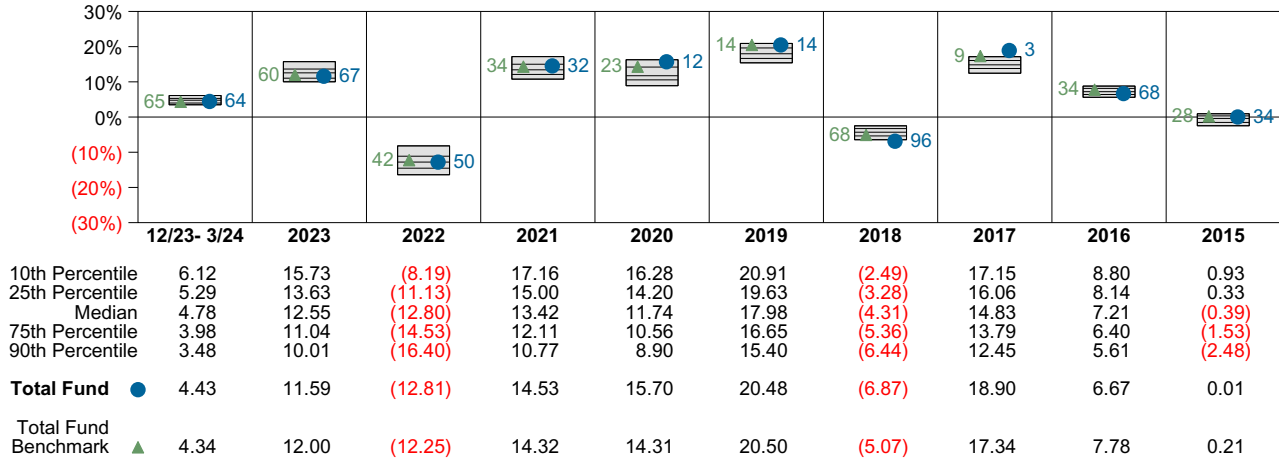 30%
20%
10%
0%
(10%)
(20%)
(30%)
65 64 60 67 42 50 34 32 23 12 14 14 68 96 9 3 34 68 28 34
12/23- 3/24 2023 2022 2021 2020 2019 2018 2017 2016 2015
10th Percentile 6.12 15.73 (8.19) 17.16 16.28 20.91 (2.49) 17.15 8.80 0.93
25th Percentile 5.29 13.63 (11.13) 15.00 14.20 19.63 (3.28) 16.06 8.14 0.33
Median 4.78 12.55 (12.80) 13.42 11.74 17.98 (4.31) 14.83 7.21 (0.39)
75th Percentile 3.98 11.04 (14.53) 12.11 10.56 16.65 (5.36) 13.79 6.40 (1.53)
90th Percentile 3.48 10.01 (16.40) 10.77 8.90 15.40 (6.44) 12.45 5.61 (2.48)
Total Fund 4.43 11.59 (12.81) 14.53 15.70 20.48 (6.87) 18.90 6.67 0.01
Total Fund
Benchmark 4.34 12.00 (12.25) 14.32 14.31 20.50 (5.07) 17.34 7.78 0.21